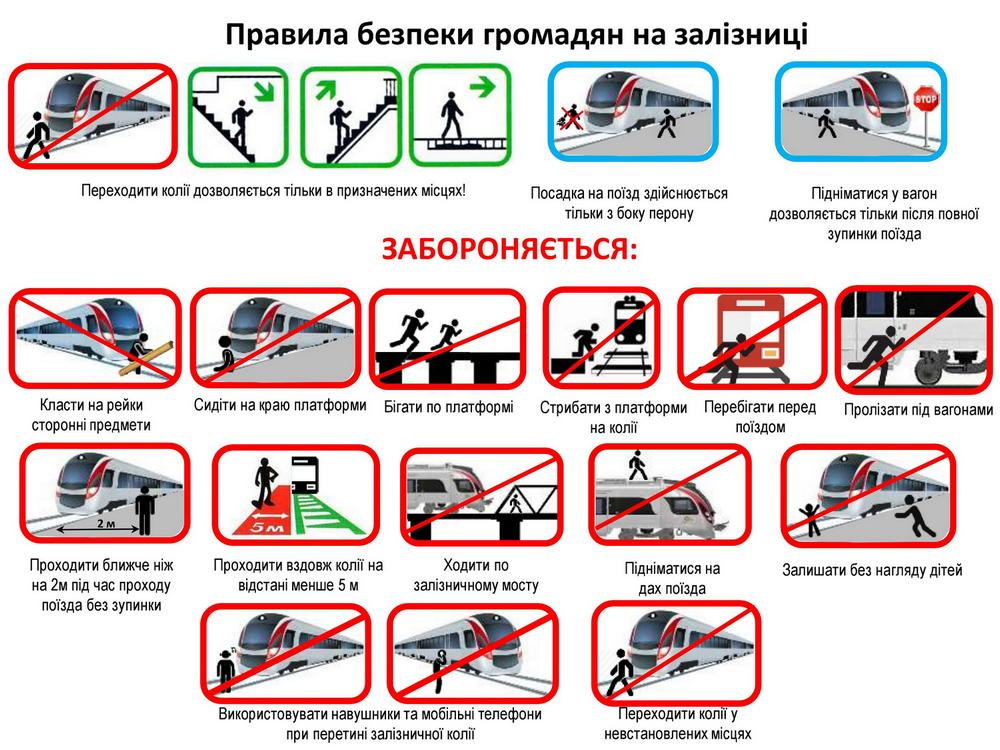 Правила безпеки громадян на залізниці
STOP
Переходити колії дозволяється тільки в призначених місцях!
Посадка на поїзд здійснюється
тільки з боку перону
Підніматися у вагон
дозволяється тільки після повної
зупинки поїзда
ЗАБОРОНЯЄТЬСЯ:
Класти на рейки
сторонні предмети
Сидіти на краю платформи
Бігати по платформі
Стрибати з платформи
на колії
Перебігати перед
поїздом
Пролізати під вагонами
2 м
5 м
Проходити ближче ніж
на 2м під час проходу
поїзда без зупинки
Проходити вздовж колії на
відстані менше 5 м
Ходити по
залізничному мосту
Підніматися на
дах поїзда
Залишати без нагляду дітей
Використовувати навушники та мобільні телефони
при перетині залізничної колії
Переходити колії у
невстановлених місцях